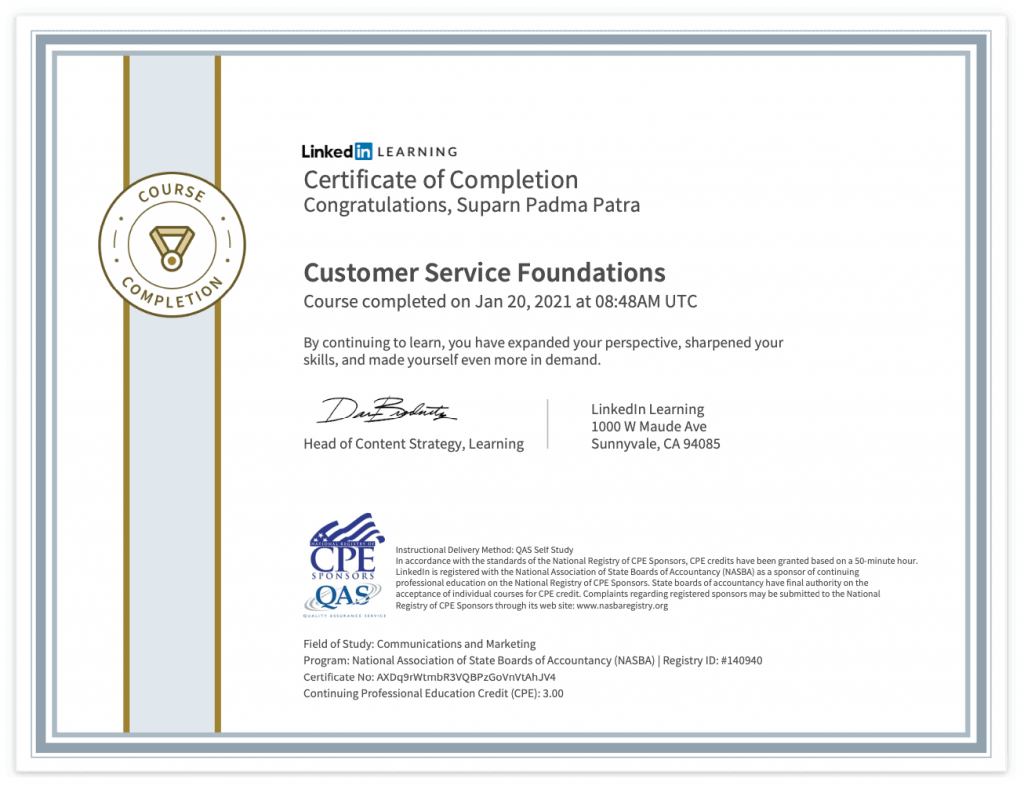 COURSE
COMPLETION
Linked in LEARNING
Certificate of Completion
Congratulations, Suparn Padma Patra
Customer Service Foundations
Course completed on Jan 20, 2021 at 08:48AM UTC
By continuing to learn, you have expanded your perspective, sharpened your
skills, and made yourself even more in demand.
Head of Content Strategy, Learning
LinkedIn Learning
1000 W Maude Ave
Sunnyvale, CA 94085
NATIONAL REGISTRY OF
CPE
SPONSORS
QAS
QUALITY ASSURANCE SERVICE
Instructional Delivery Method: QAS Self Study
In accordance with the standards of the National Registry of CPE Sponsors, CPE credits have been granted based on a 50-minute hour.
LinkedIn is registered with the National Association of State Boards of Accountancy (NASBA) as a sponsor of continuing
professional education on the National Registry of CPE Sponsors. State boards of accountancy have final authority on the
acceptance of individual courses for CPE credit. Complaints regarding registered sponsors may be submitted to the National
Registry of CPE Sponsors through its web site: www.nasbaregistry.org
Field of Study: Communications and Marketing
Program: National Association of State Boards of Accountancy (NASBA) | Registry ID: #140940
Certificate No: AXDq9rWtmbR3VQBPzGoVnVtAhJV4
Continuing Professional Education Credit (CPE): 3.00